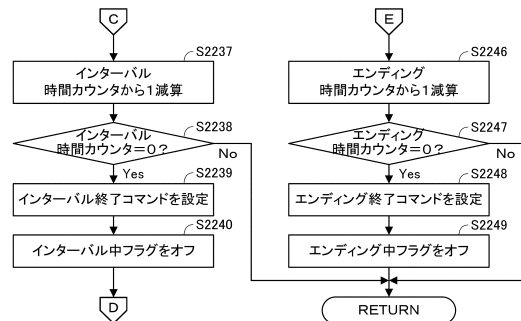 C
S2237
インターバル
時間カウンタから1減算
S2238
インターバル
時間カウンタ=0?
No
Yes
S2239
インターバル終了コマンドを設定
S2240
インターバル中フラグをオフ
D
E
S2246
エンディング
時間カウンタから1減算
S2247
エンディング
時間カウンタ=0?
No
Yes
S2248
エンディング終了コマンドを設定
S2249
エンディング中フラグをオフ
RETURN